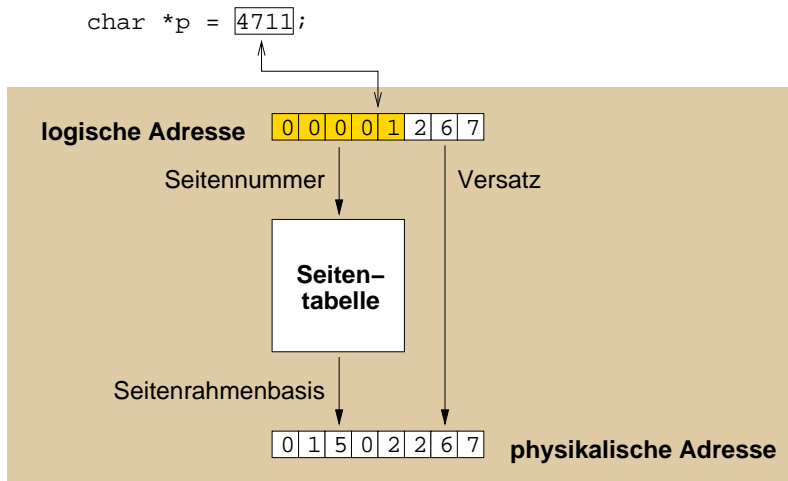 char *p = 4711;
logische Adresse 0 0 0 0 1 2 6 7
Seitennummer Versatz
Seiten–
tabelle
Seitenrahmenbasis
0 1 5 0 2 2 6 7 physikalische Adresse